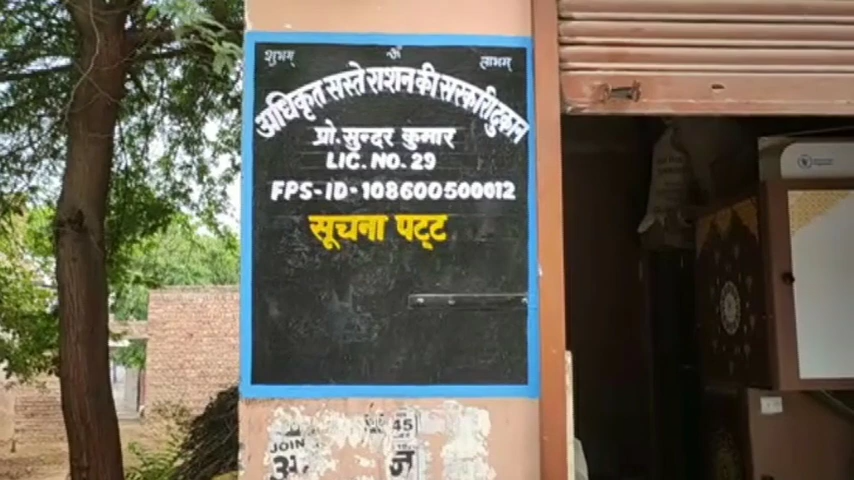 शुभम् ॐ लाभम्
अधिकृत सस्ते राशन की सरकारी दुकान
प्रो. सुन्दर कुमार
LIC. NO. 29
FPS-ID-108600500012
सूचना पट्ट
45
JOIN